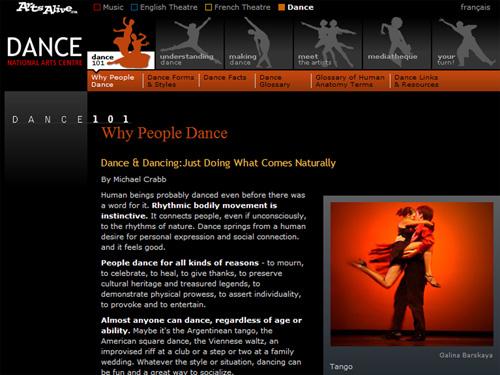 ArtsAlive.ca
Music English Theatre French Theatre Dance français
DANCE
NATIONAL ARTS CENTRE
dance 101
understanding dance
making dance
meet the artists
mediatheque
your turn!
Why People Dance
Dance Forms & Styles
Dance Facts
Dance Glossary
Glossary of Human Anatomy Terms
Dance Links & Resources
DANCE 101
Why People Dance
Dance & Dancing:Just Doing What Comes Naturally
By Michael Crabb
Human beings probably danced even before there was
a word for it. Rhythmic bodily movement is
instinctive. It connects people, even if unconsciously,
to the rhythms of nature. Dance springs from a human
desire for personal expression and social connection.
and it feels good.
People dance for all kinds of reasons - to mourn,
to celebrate, to heal, to give thanks, to preserve
cultural heritage and treasured legends, to
demonstrate physical prowess, to assert individuality,
to provoke and to entertain.
Almost anyone can dance, regardless of age or
ability. Maybe it's the Argentinean tango, the
American square dance, the Viennese waltz, an
improvised riff at a club or a step or two at a family
wedding. Whatever the style or situation, dancing can
be fun and a great way to socialize.
Galina Barskaya
Tango